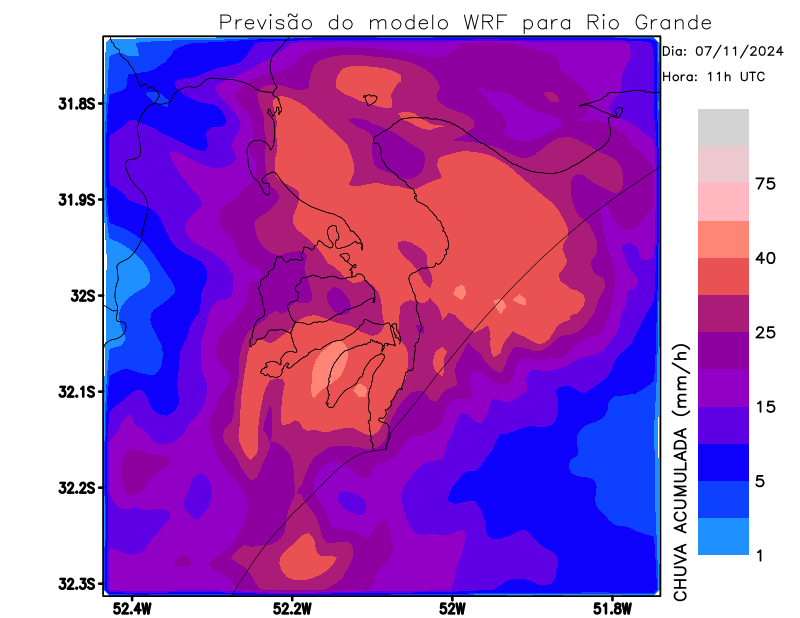 Previsão do modelo WRF para Rio Grande
Dia: 07/11/2024
Hora: 11h UTC
31.8S
31.9S
32S
32.1S
32.2S
32.3S
52.4W
52.2W
52W
51.8W
75
40
25
15
5
1
CHUVA ACUMULADA (mm/h)